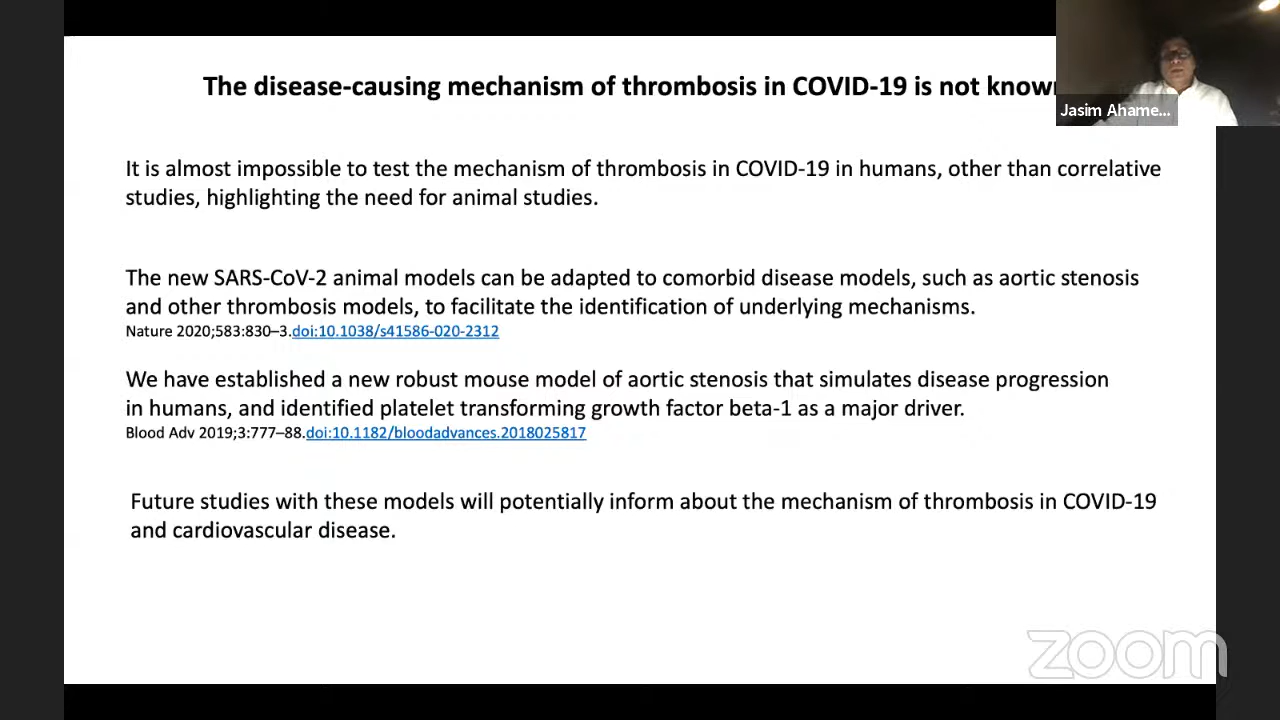 The disease-causing mechanism of thrombosis in COVID-19 is not known
Jasim Ahame...
It is almost impossible to test the mechanism of thrombosis in COVID-19 in humans, other than correlative
studies, highlighting the need for animal studies.
The new SARS-CoV-2 animal models can be adapted to comorbid disease models, such as aortic stenosis
and other thrombosis models, to facilitate the identification of underlying mechanisms.
Nature 2020;583:830–3.doi:10.1038/s41586-020-2312
We have established a new robust mouse model of aortic stenosis that simulates disease progression
in humans, and identified platelet transforming growth factor beta-1 as a major driver.
Blood Adv 2019;3:777–88.doi:10.1182/bloodadvances.2018025817
Future studies with these models will potentially inform about the mechanism of thrombosis in COVID-19
and cardiovascular disease.
zoom